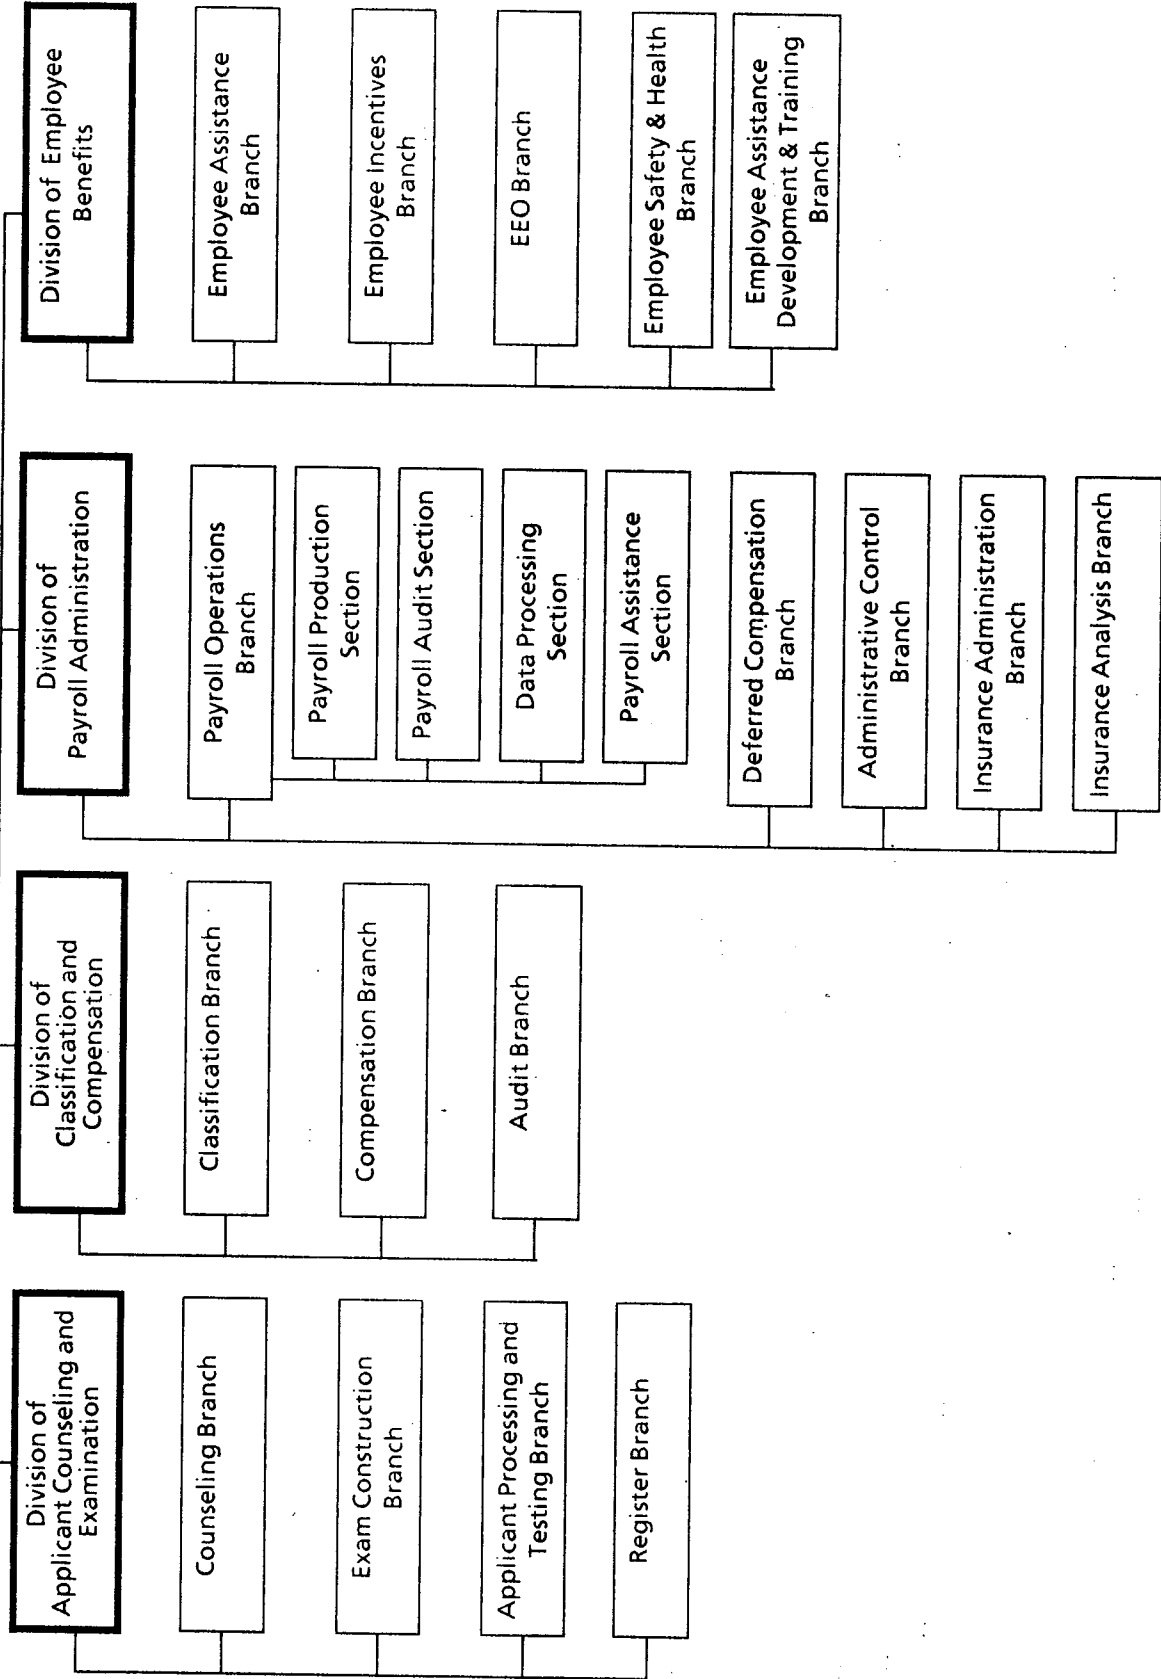 Division of
Applicant Counseling and
Examination
Counseling Branch
Exam Construction
Branch
Applicant Processing and
Testing Branch
Register Branch
Division of
Classification and
Compensation
Classification Branch
Compensation Branch
Audit Branch
Division of
Payroll Administration
Payroll Operations
Branch
Payroll Production
Section
Payroll Audit Section
Data Processing
Section
Payroll Assistance
Section
Deferred Compensation
Branch
Administrative Control
Branch
Insurance Administration
Branch
Insurance Analysis Branch
Division of Employee
Benefits
Employee Assistance
Branch
Employee Incentives
Branch
EEO Branch
Employee Safety & Health
Branch
Employee Assistance
Development & Training
Branch